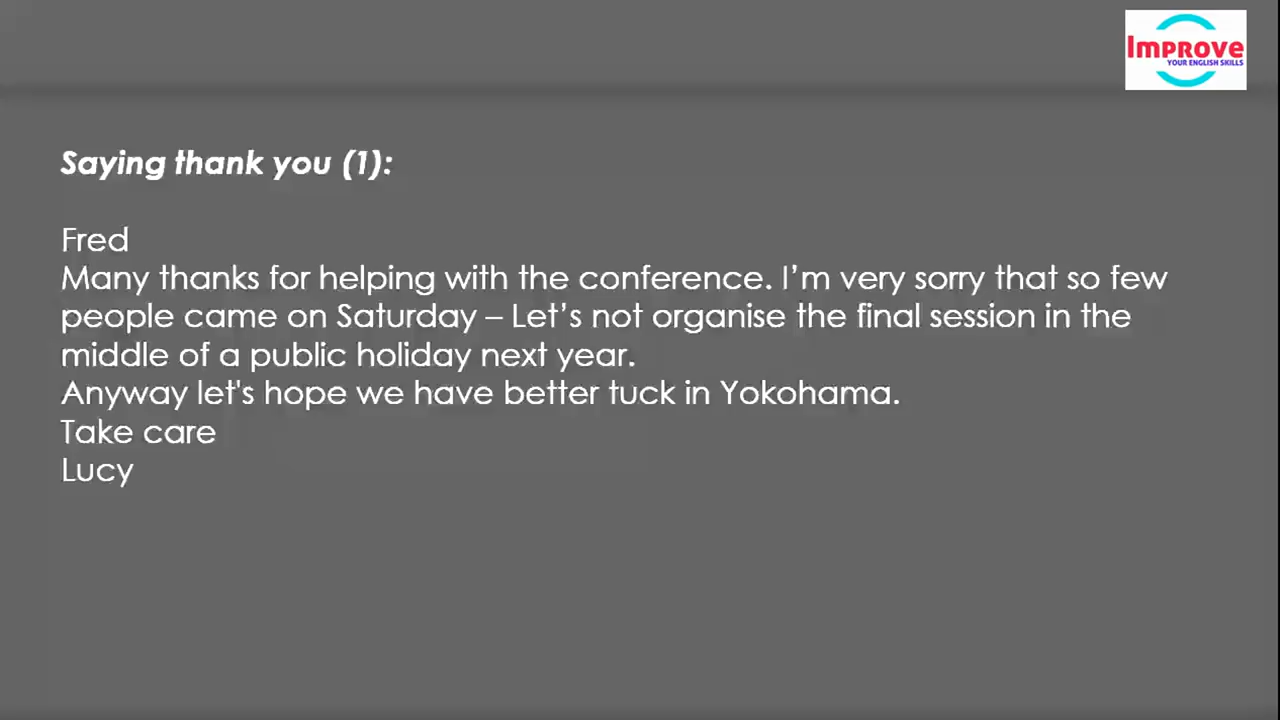 Improve
YOUR ENGLISH SKILLS
Saying thank you (1):
Fred
Many thanks for helping with the conference. I’m very sorry that so few
people came on Saturday – Let’s not organise the final session in the
middle of a public holiday next year.
Anyway let's hope we have better tuck in Yokohama.
Take care
Lucy